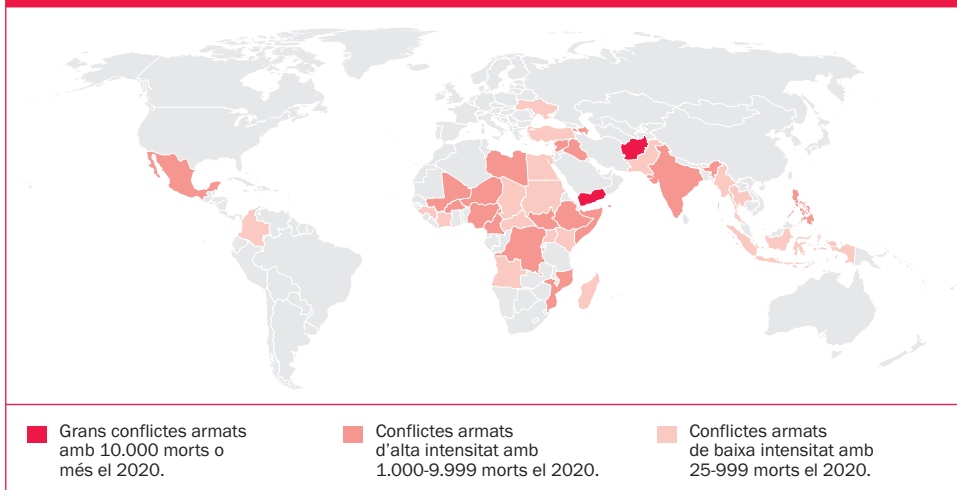 Grans conflictes armats
amb 10.000 morts o
més el 2020.
Conflictes armats
d'alta intensitat amb
1.000-9.999 morts el 2020.
Conflictes armats
de baixa intensitat amb
25-999 morts el 2020.